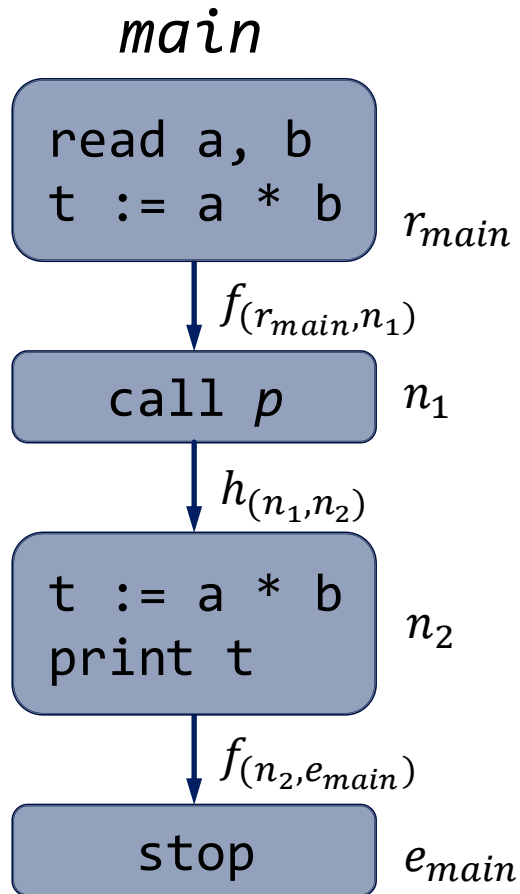 main
read a, b
t := a * b
r_main
f_(r_main,n_1)
call p
n_1
h_(n_1,n_2)
t := a * b
print t
n_2
f_(n_2,e_main)
stop
e_main